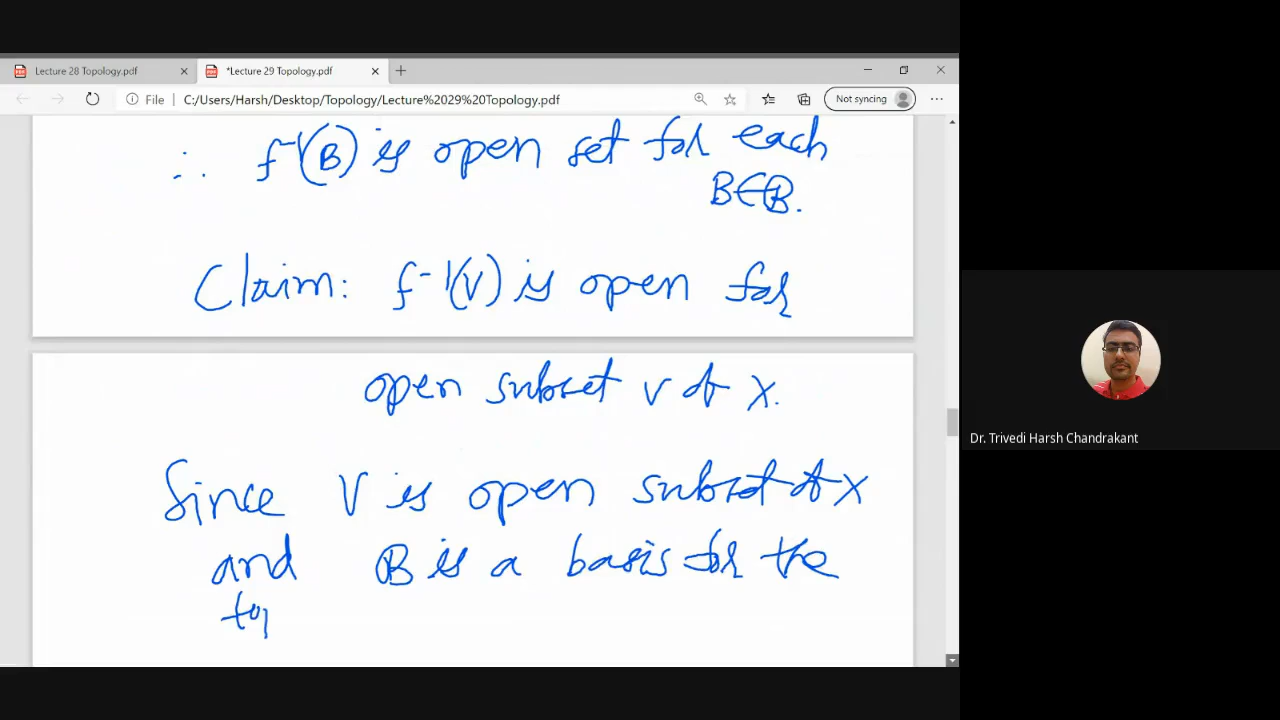 Lecture 28 Topology.pdf
*Lecture 29 Topology.pdf
File
C:/Users/Harsh/Desktop/Topology/Lecture%2029%20Topology.pdf
Not syncing
∴ f⁻¹(B) is open set for each
B∈𝔹.
Claim: f⁻¹(V) is open for
open subset V of X.
Since V is open subset of X
and 𝔹 is a basis for the
top
Dr. Trivedi Harsh Chandrakant